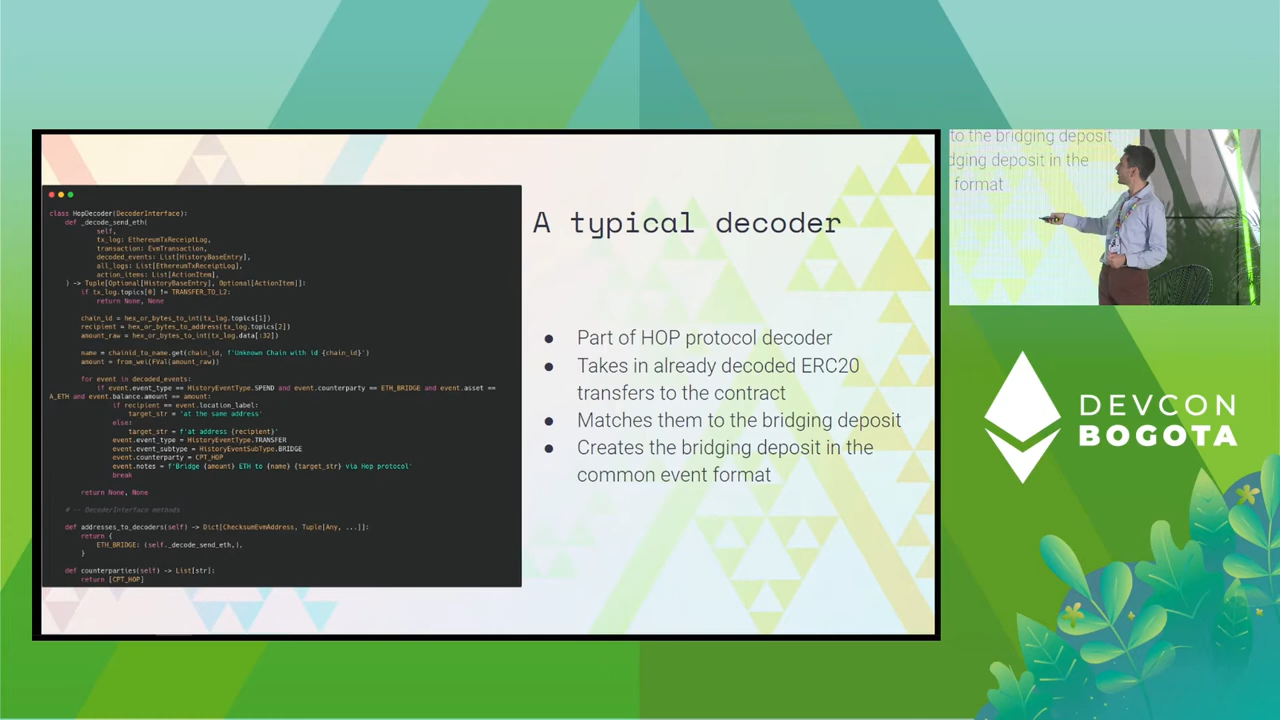 class HopDecoder(DecoderInterface):
def _decode_send_eth(
self,
tx_log: EthereumTxReceiptLog,
transaction: EvmTransaction,
decoded_events: List[HistoryBaseEntry],
all_logs: List[EthereumTxReceiptLog],
action_items: List[ActionItem],
) -> Tuple[Optional[HistoryBaseEntry], Optional[ActionItem]]:
if tx_log.topics[0] != TRANSFER_TO_L2:
return None, None
chain_id = hex_or_bytes_to_int(tx_log.topics[1])
recipient = hex_or_bytes_to_address(tx_log.topics[2])
amount_raw = hex_or_bytes_to_int(tx_log.data[:32])
name = chainid_to_name.get(chain_id, f'Unknown Chain with id {chain_id}')
amount = from_wei(FVal(amount_raw))
for event in decoded_events:
if event.event_type == HistoryEventType.SPEND and event.counterparty == ETH_BRIDGE and event.asset ==
A_ETH and event.balance.amount == amount:
if recipient == event.location_label:
target_str = 'at the same address'
else:
target_str = f'at address {recipient}'
event.event_type = HistoryEventType.TRANSFER
event.event_subtype = HistoryEventSubType.BRIDGE
event.counterparty = CPT_HOP
event.notes = f'Bridge {amount} ETH to {name} {target_str} via Hop protocol'
break
return None, None
# -- DecoderInterface methods
def addresses_to_decoders(self) -> Dict[ChecksumEvmAddress, Tuple[Any, ...]]:
return {
ETH_BRIDGE: (self._decode_send_eth,),
}
def counterparties(self) -> List[str]:
return [CPT_HOP]
A typical decoder
● Part of HOP protocol decoder
● Takes in already decoded ERC20
transfers to the contract
● Matches them to the bridging deposit
● Creates the bridging deposit in the
common event format
to the bridging deposit
dging deposit in the
format
DEVCON
BOGOTA